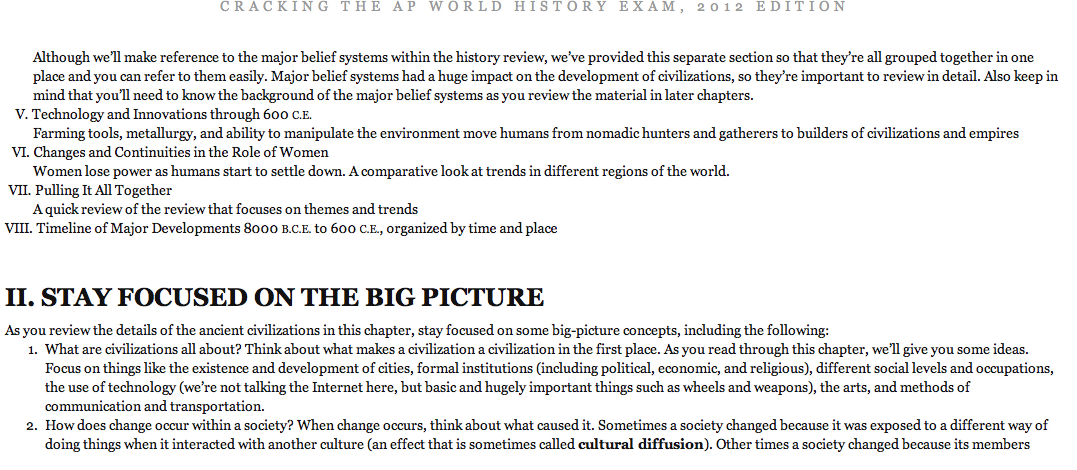 CRACKING THE AP WORLD HISTORY EXAM, 2012 EDITION
Although we’ll make reference to the major belief systems within the history review, we’ve provided this separate section so that they’re all grouped together in one
place and you can refer to them easily. Major belief systems had a huge impact on the development of civilizations, so they’re important to review in detail. Also keep in
mind that you’ll need to know the background of the major belief systems as you review the material in later chapters.
V. Technology and Innovations through 600 C.E.
Farming tools, metallurgy, and ability to manipulate the environment move humans from nomadic hunters and gatherers to builders of civilizations and empires
VI. Changes and Continuities in the Role of Women
Women lose power as humans start to settle down. A comparative look at trends in different regions of the world.
VII. Pulling It All Together
A quick review of the review that focuses on themes and trends
VIII. Timeline of Major Developments 8000 B.C.E. to 600 C.E., organized by time and place
II. STAY FOCUSED ON THE BIG PICTURE
As you review the details of the ancient civilizations in this chapter, stay focused on some big-picture concepts, including the following:
1. What are civilizations all about? Think about what makes a civilization a civilization in the first place. As you read through this chapter, we’ll give you some ideas.
Focus on things like the existence and development of cities, formal institutions (including political, economic, and religious), different social levels and occupations,
the use of technology (we’re not talking the Internet here, but basic and hugely important things such as wheels and weapons), the arts, and methods of
communication and transportation.
2. How does change occur within a society? When change occurs, think about what caused it. Sometimes a society changed because it was exposed to a different way of
doing things when it interacted with another culture (an effect that is sometimes called cultural diffusion). Other times a society changed because its members